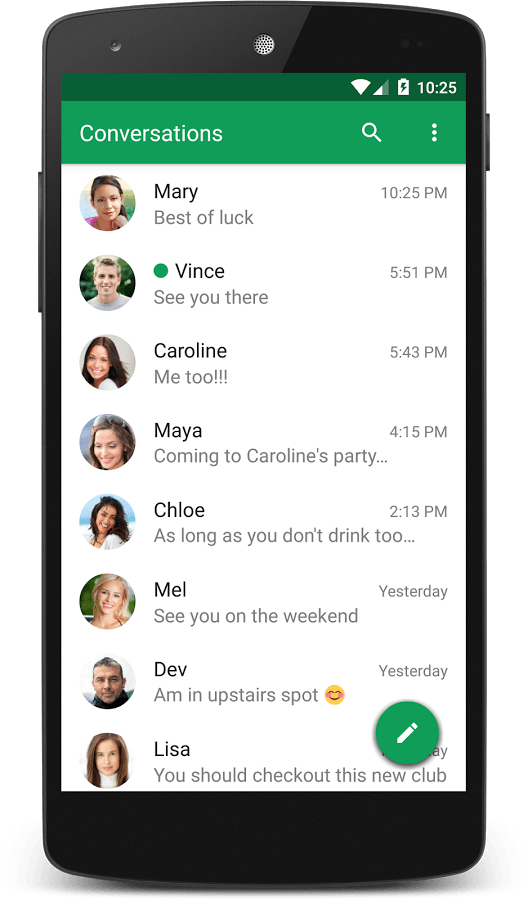 10:25
Conversations
Mary 10:25 PM
Best of luck
Vince 5:51 PM
See you there
Caroline 5:43 PM
Me too!!!
Maya 4:15 PM
Coming to Caroline's party…
Chloe 2:13 PM
As long as you don't drink too…
Mel Yesterday
See you on the weekend
Dev Yesterday
Am in upstairs spot 😊
Lisa
You should checkout this new club